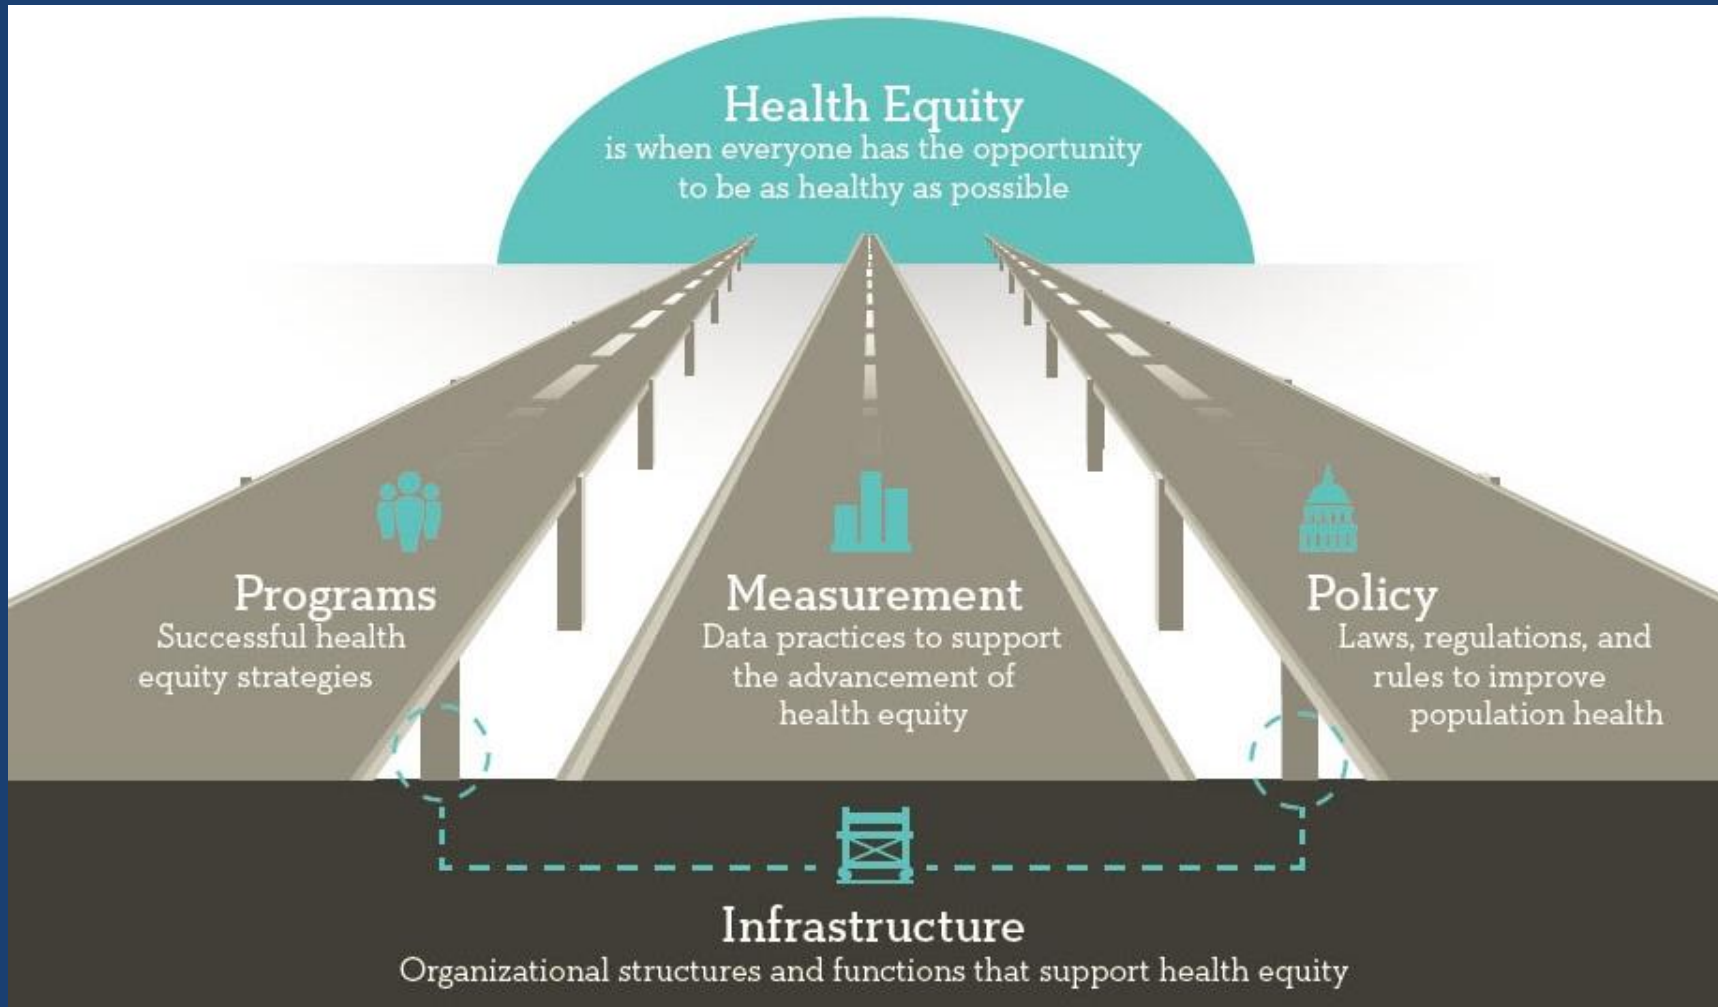 Health Equity
is when everyone has the opportunity
to be as healthy as possible
Programs
Successful health
equity strategies
Measurement
Data practices to support
the advancement of
health equity
Policy
Laws, regulations, and
rules to improve
population health
Infrastructure
Organizational structures and functions that support health equity